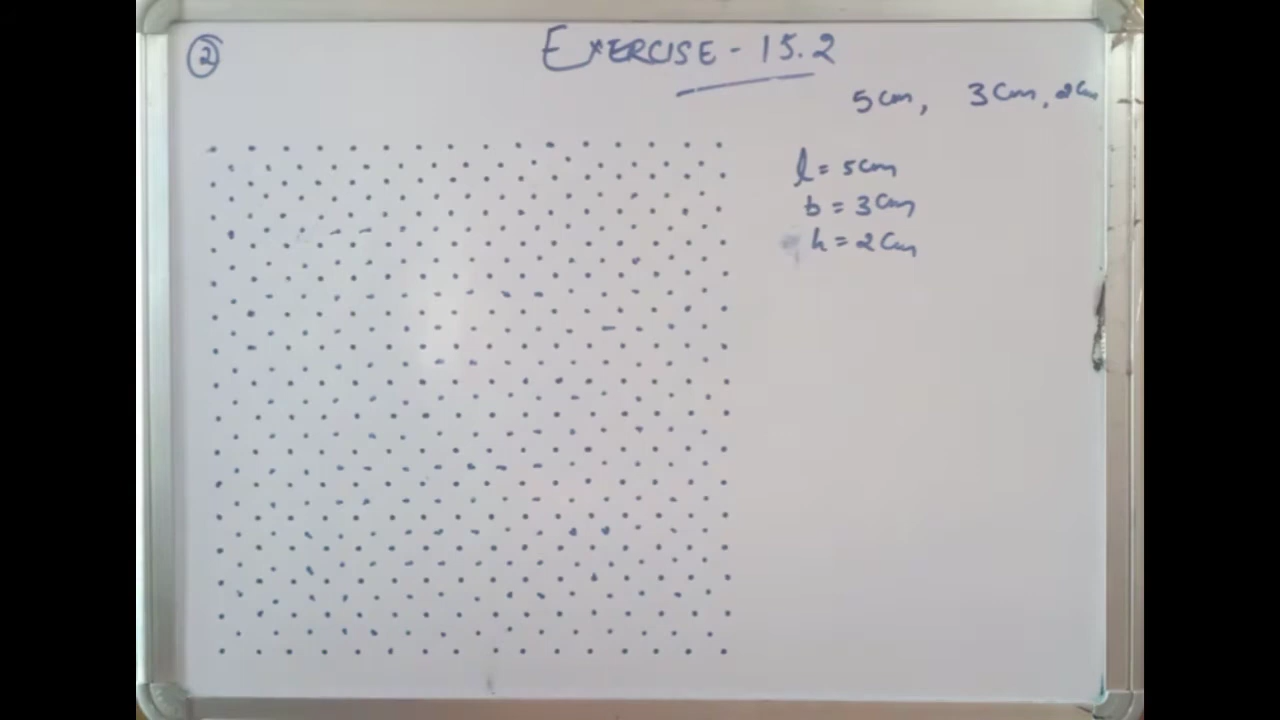 ② EXERCISE - 15.2
5cm, 3cm, 2cm
l = 5cm
b = 3cm
h = 2cm